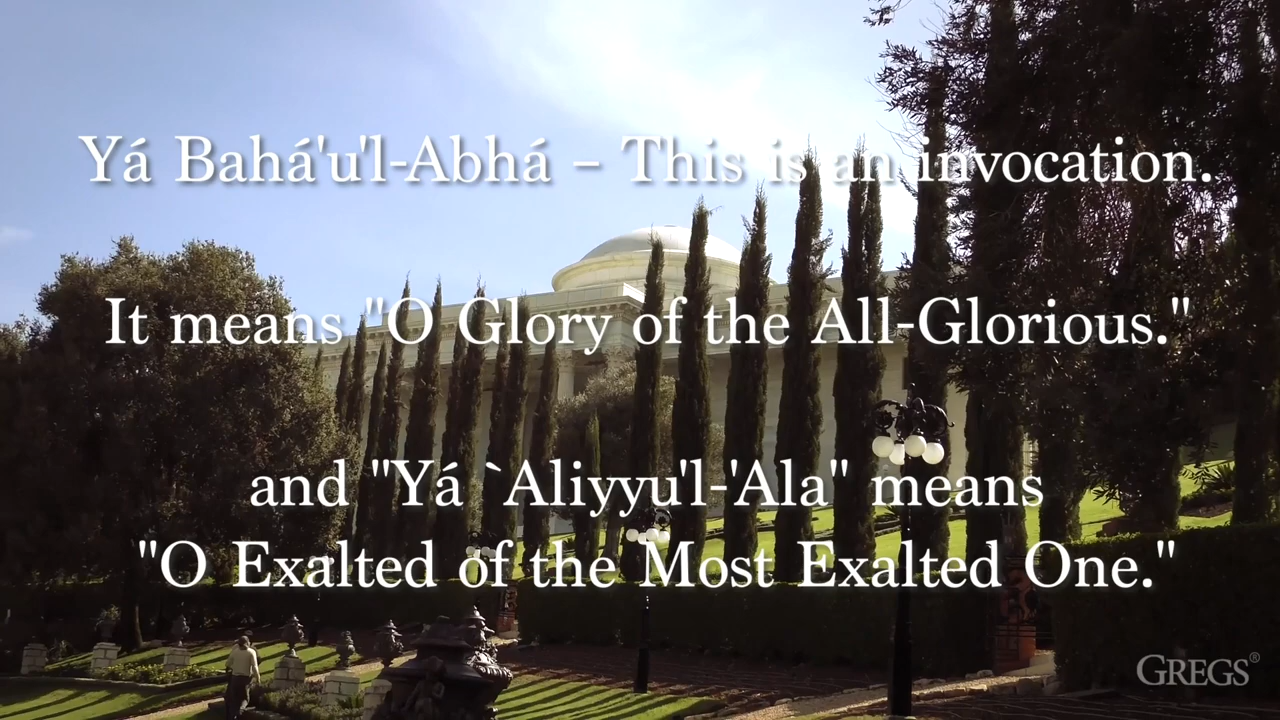 Yá Bahá'u'l-Abhá – This is an invocation.
It means "O Glory of the All-Glorious."
and "Yá `Aliyyu'l-'Ala" means
"O Exalted of the Most Exalted One."
GREGS®